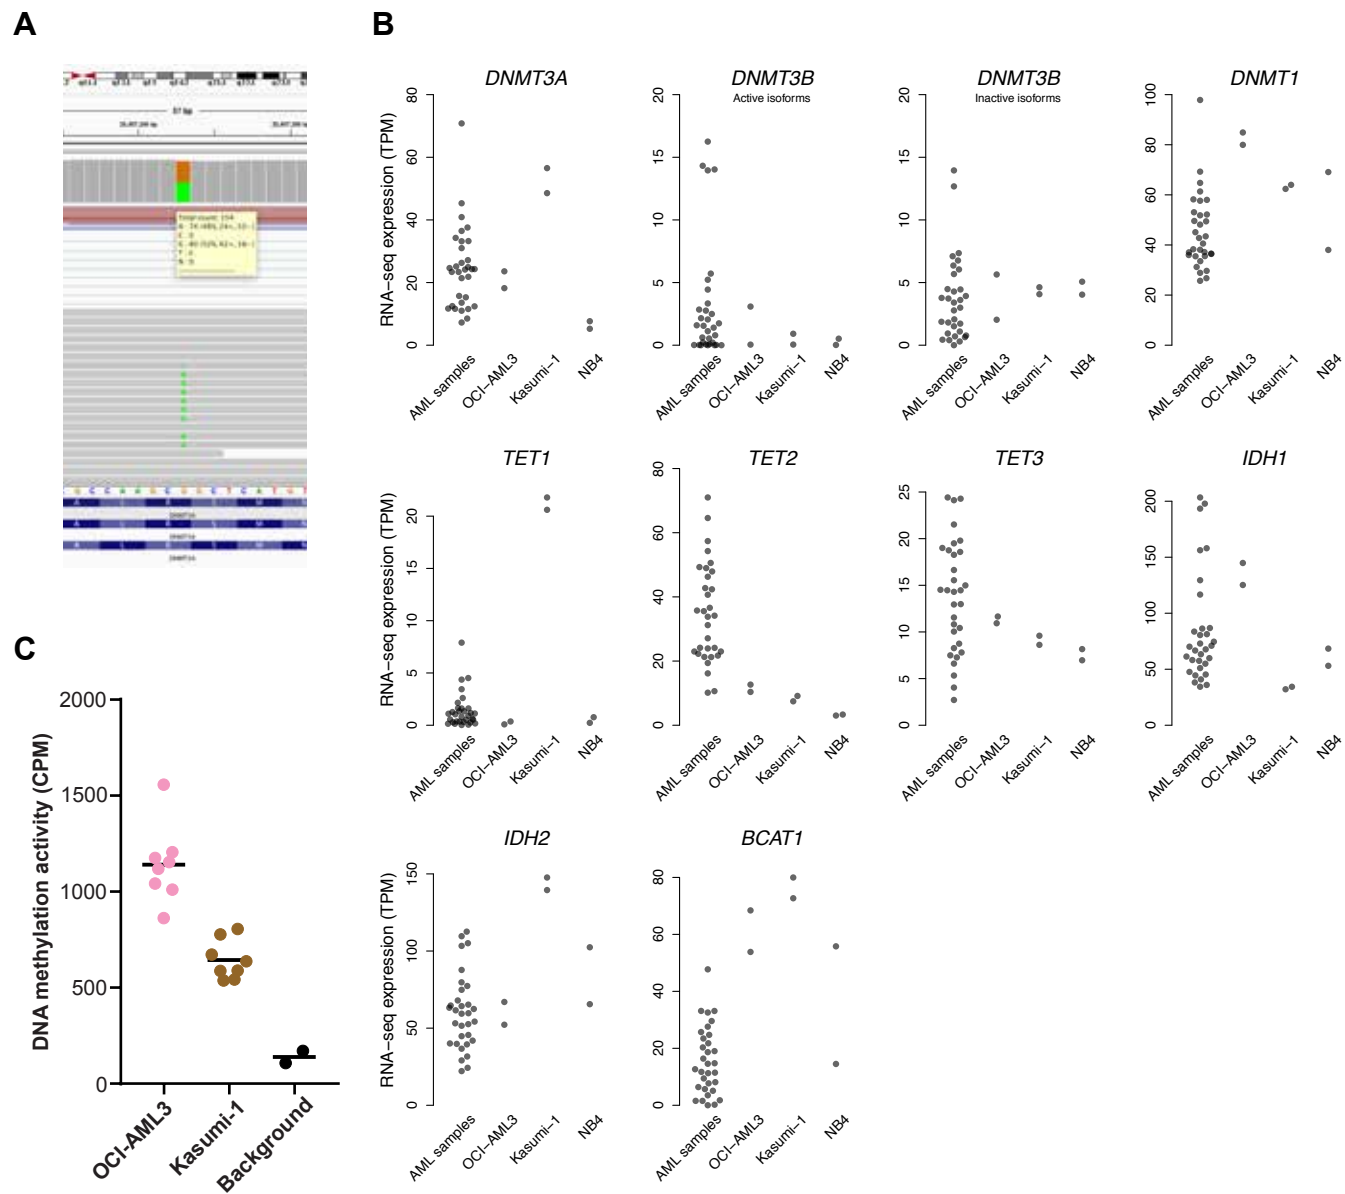 A
B
DNMT3A
DNMT3B
Active isoforms
DNMT3B
Inactive isoforms
DNMT1
RNA−seq expression (TPM)
0
20
40
60
80
AML samples
OCI−AML3
Kasumi−1
NB4
0
5
10
15
20
AML samples
OCI−AML3
Kasumi−1
NB4
0
5
10
15
20
AML samples
OCI−AML3
Kasumi−1
NB4
0
20
40
60
80
100
AML samples
OCI−AML3
Kasumi−1
NB4
TET1
TET2
TET3
IDH1
RNA−seq expression (TPM)
0
5
10
15
20
AML samples
OCI−AML3
Kasumi−1
NB4
0
20
40
60
80
AML samples
OCI−AML3
Kasumi−1
NB4
0
5
10
15
20
25
AML samples
OCI−AML3
Kasumi−1
NB4
0
50
100
150
200
AML samples
OCI−AML3
Kasumi−1
NB4
IDH2
BCAT1
RNA−seq expression (TPM)
0
50
100
150
AML samples
OCI−AML3
Kasumi−1
NB4
0
20
40
60
80
AML samples
OCI−AML3
Kasumi−1
NB4
C
DNA methylation activity (CPM)
2000
1500
1000
500
0
OCI-AML3
Kasumi-1
Background